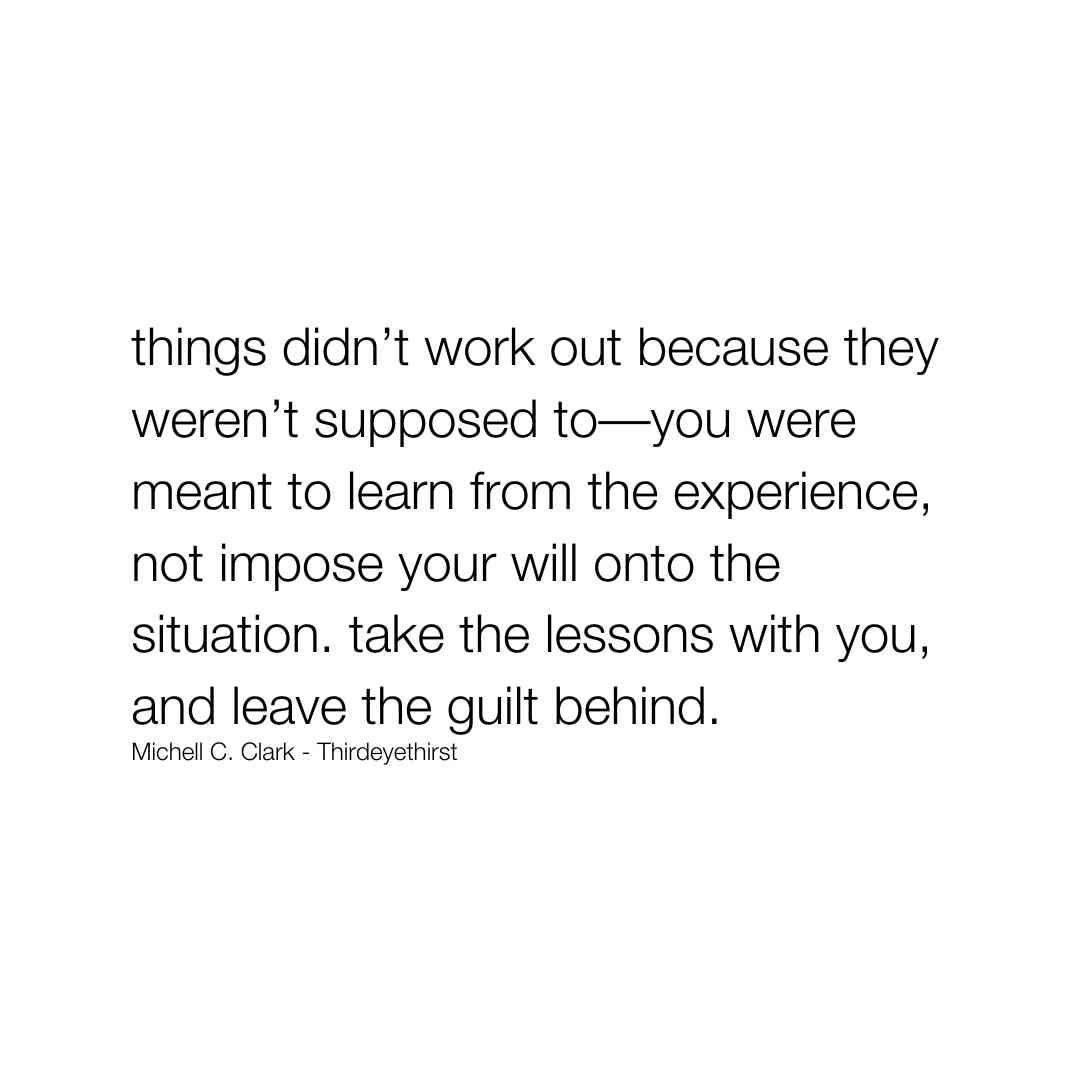 things didn’t work out because they
weren’t supposed to—you were
meant to learn from the experience,
not impose your will onto the
situation. take the lessons with you,
and leave the guilt behind.
Michell C. Clark - Thirdeyethirst